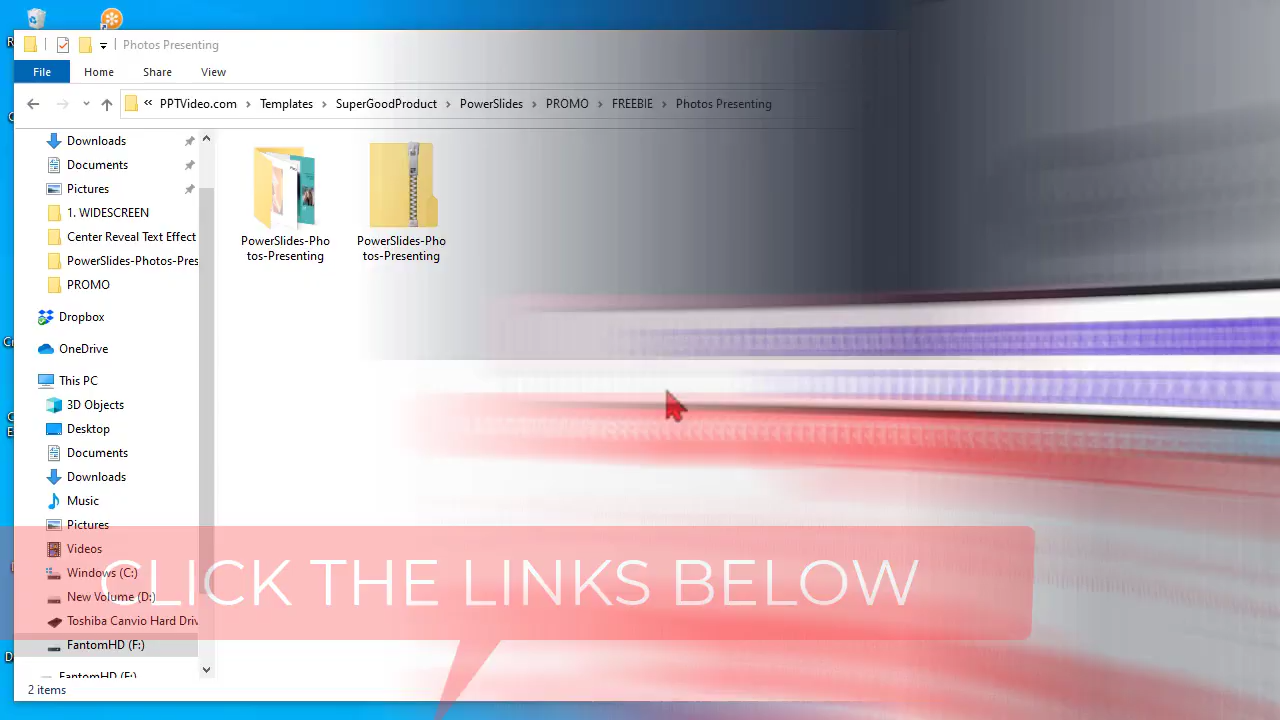 Photos Presenting
File
Home
Share
View
« PPTVideo.com > Templates > SuperGoodProduct > PowerSlides > PROMO > FREEBIE > Photos Presenting
Downloads
Documents
Pictures
1. WIDESCREEN
Center Reveal Text Effect
PowerSlides-Photos-Pres
PROMO
Dropbox
OneDrive
This PC
3D Objects
Desktop
Documents
Downloads
Music
Pictures
Videos
Windows (C:)
New Volume (D:)
Toshiba Canvio Hard Driv
FantomHD (F:)
FantomHD (F:)
PowerSlides-Pho
tos-Presenting
PowerSlides-Pho
tos-Presenting
CLICK THE LINKS BELOW
2 items